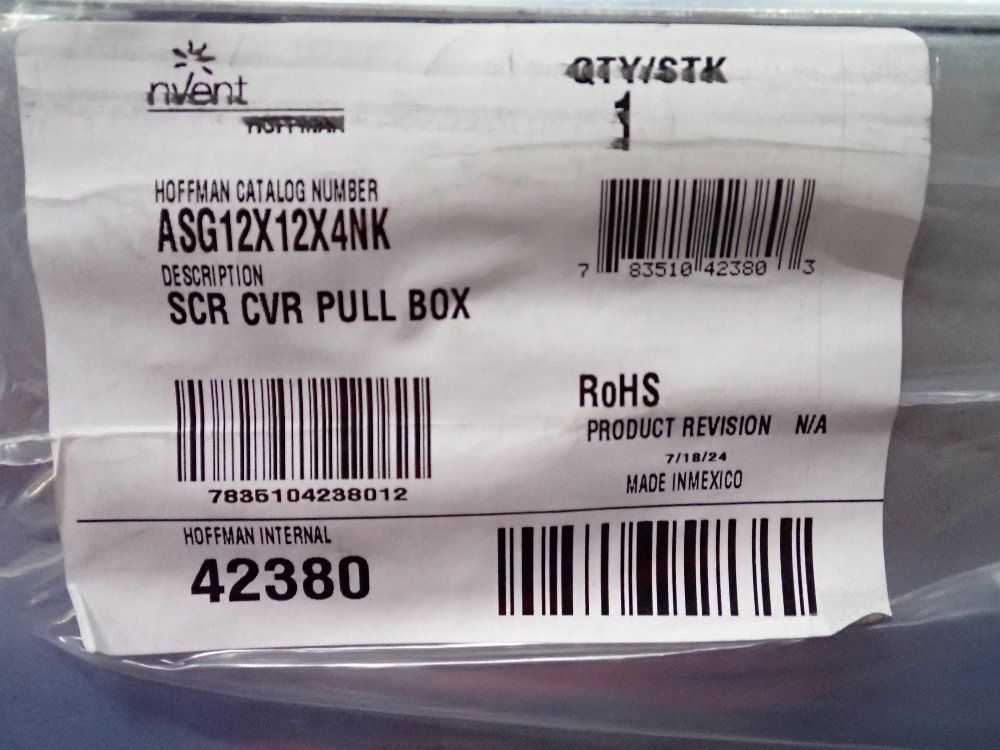 nvent
HOFFMAN
QTY/STK
1
HOFFMAN CATALOG NUMBER
ASG12X12X4NK
DESCRIPTION
SCR CVR PULL BOX
7 83510 42380 3
7835104238012
RoHS
PRODUCT REVISION N/A
7/18/24
MADE INMEXICO
HOFFMAN INTERNAL
42380